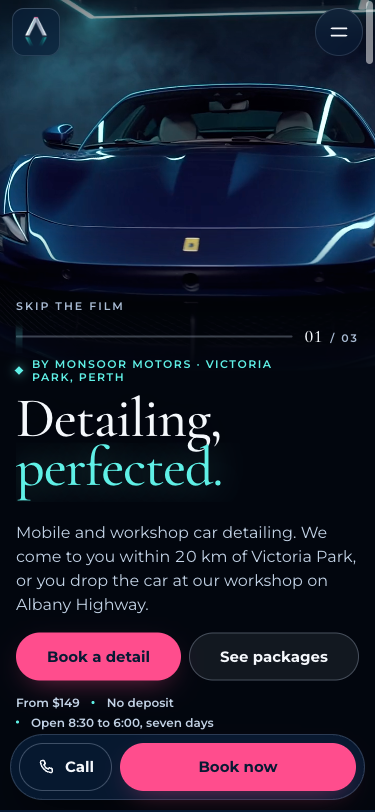 SKIP THE FILM
01 / 03
BY MONSOOR MOTORS · VICTORIA
PARK, PERTH
Detailing,
perfected.
Mobile and workshop car detailing. We
come to you within 20 km of Victoria Park,
or you drop the car at our workshop on
Albany Highway.
Book a detail
See packages
From $149 • No deposit
• Open 8:30 to 6:00, seven days
Call
Book now